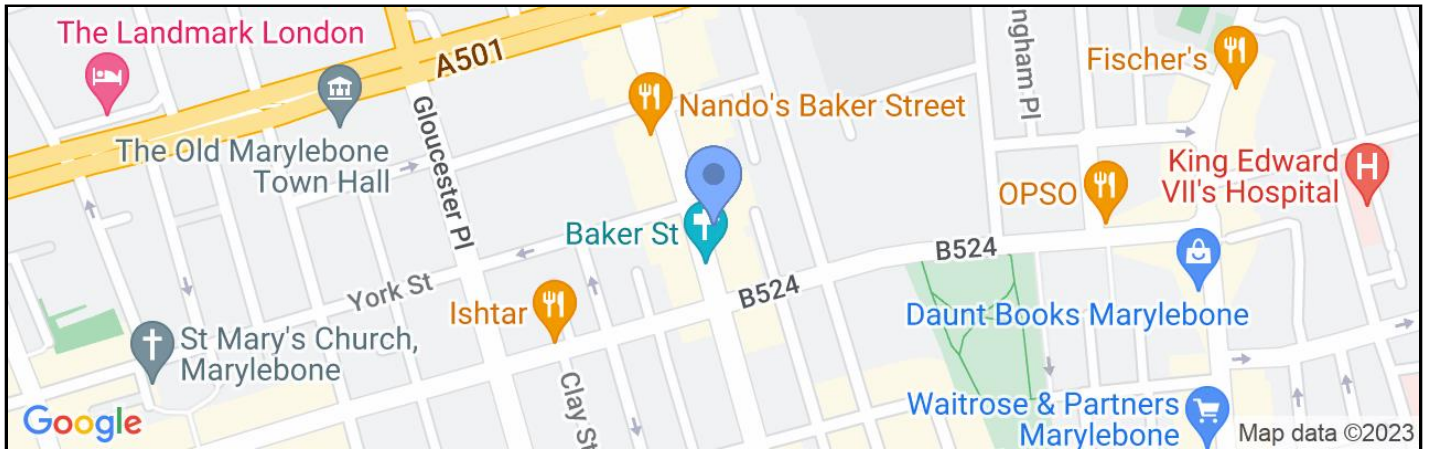 The Landmark London
A501
The Old Marylebone
Town Hall
Gloucester Pl
Nando's Baker Street
ngham Pl
Fischer's
King Edward
VII's Hospital
H
OPSO
Baker St
B524
B524
York St
Ishtar
Daunt Books Marylebone
St Mary's Church,
Marylebone
Clay St
Waitrose & Partners
Marylebone
Google
Map data ©2023